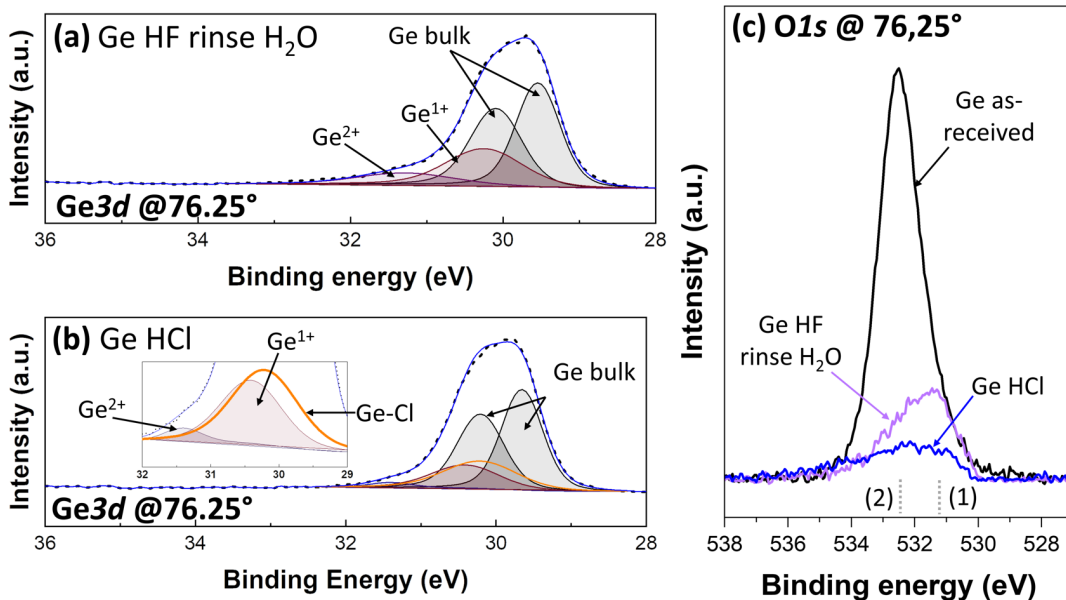 (a) Ge HF rinse H₂O
Ge bulk
Ge¹⁺
Ge²⁺
Ge3d @76.25°
Intensity (a.u.)
36 34 32 30 28
Binding energy (eV)
(b) Ge HCl
Ge¹⁺
Ge bulk
Ge²⁺
Ge-Cl
32 31 30 29
Ge3d @76.25°
Intensity (a.u.)
36 34 32 30 28
Binding Energy (eV)
(c) O1s @ 76,25°
Ge as-
received
Ge HF
rinse H₂O
Ge HCl
(2) (1)
Intensity (a.u.)
538 536 534 532 530 528
Binding energy (eV)